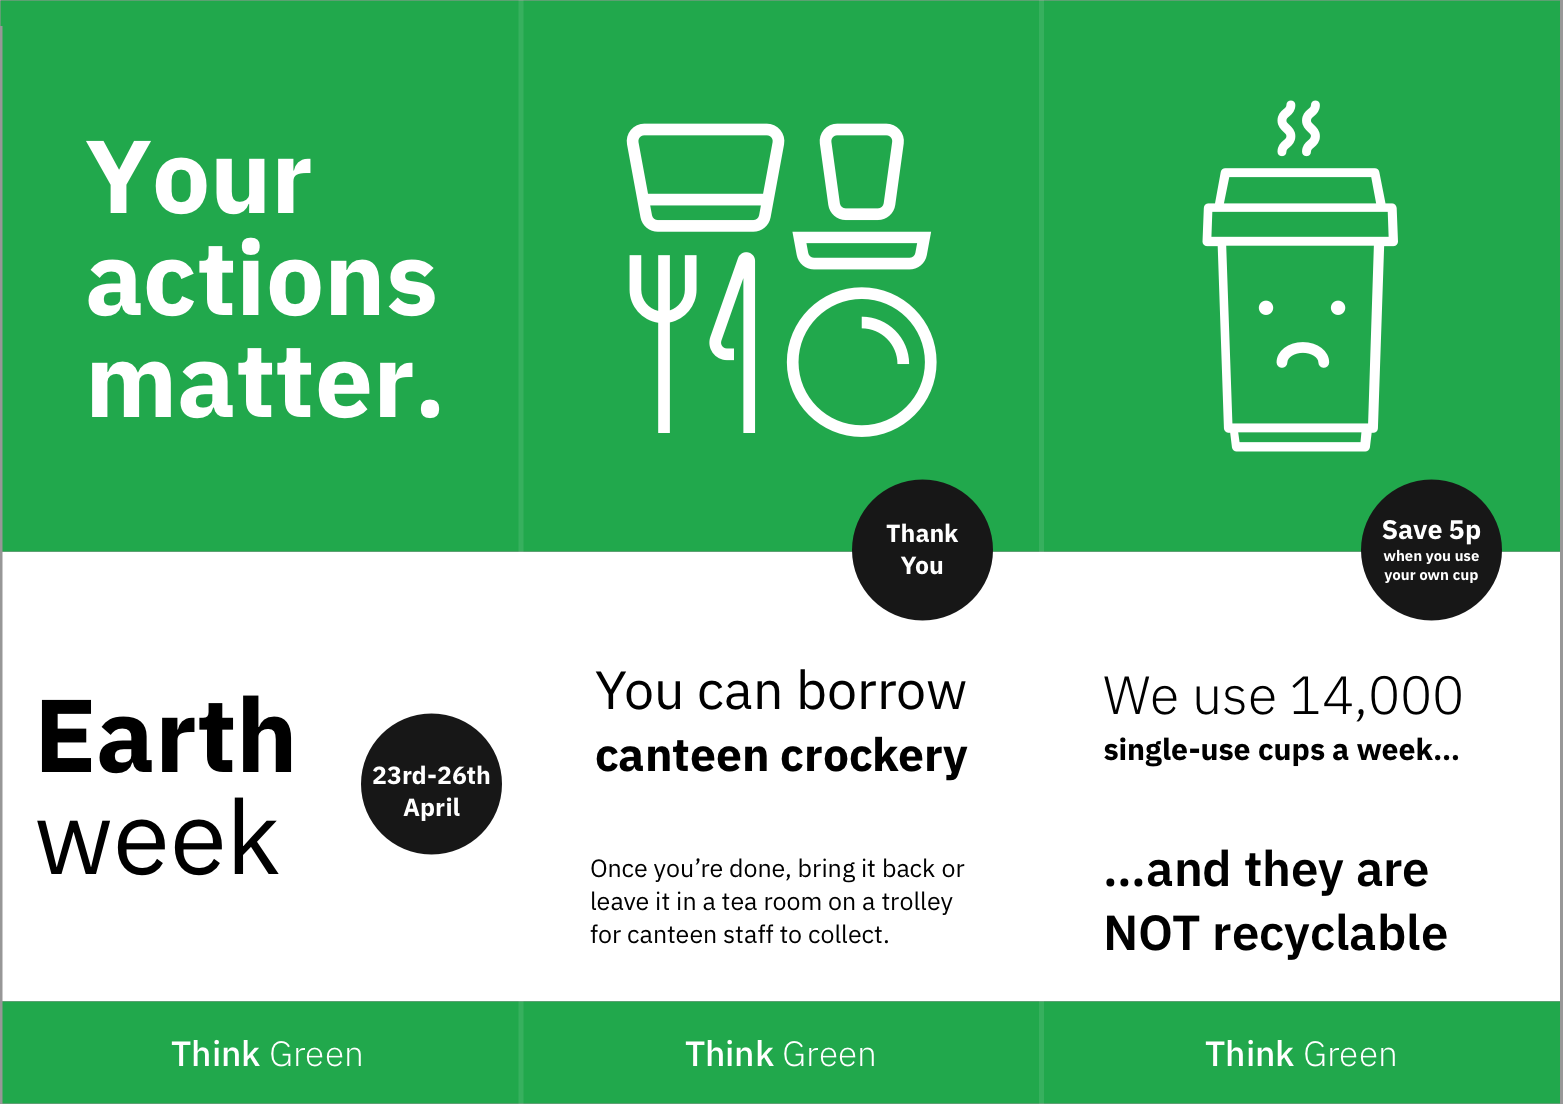 Your
actions
matter.
Earth
week
23rd-26th
April
Think Green
Thank
You
You can borrow
canteen crockery
Once you’re done, bring it back or
leave it in a tea room on a trolley
for canteen staff to collect.
Think Green
Save 5p
when you use
your own cup
We use 14,000
single-use cups a week...
...and they are
NOT recyclable
Think Green